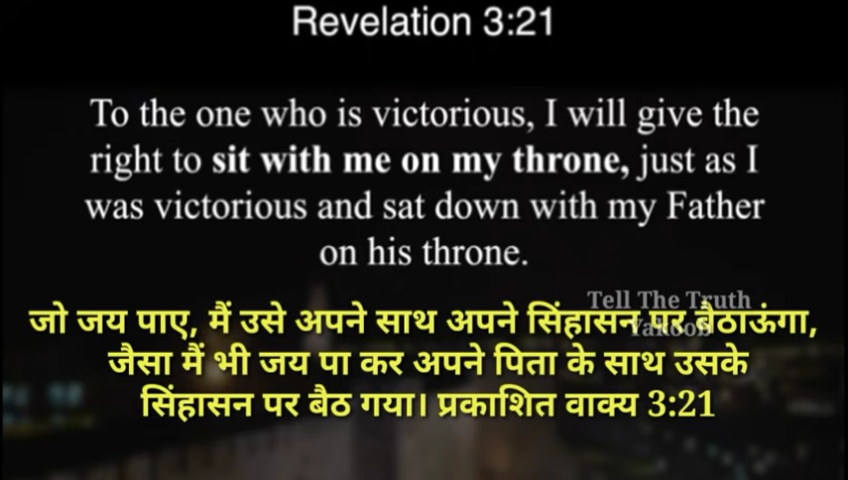 Revelation 3:21
To the one who is victorious, I will give the
right to sit with me on my throne, just as I
was victorious and sat down with my Father
on his throne.
Tell The Truth
जो जय पाए, मैं उसे अपने साथ अपने सिंहासन पर बैठाऊंगा,
Yakoob
जैसा मैं भी जय पा कर अपने पिता के साथ उसके
सिंहासन पर बैठ गया। प्रकाशित वाक्य 3:21